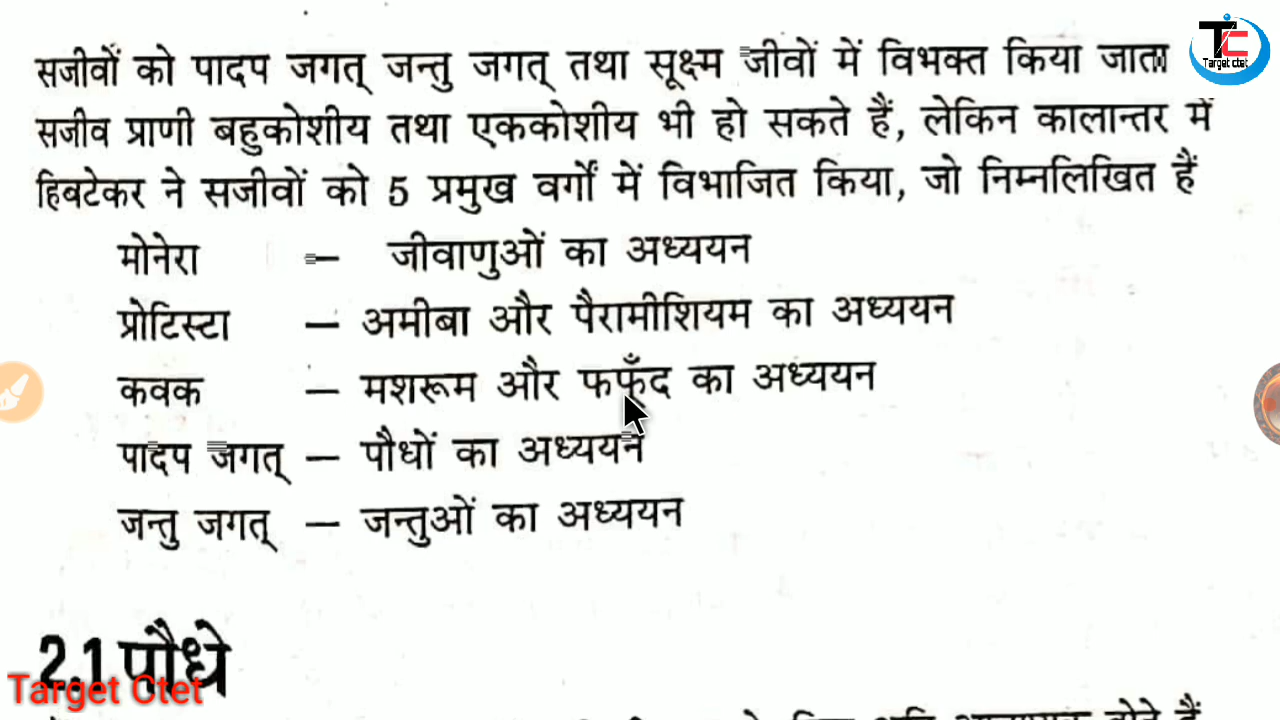 सजीवों को पादप जगत् जन्तु जगत् तथा सूक्ष्म जीवों में विभक्त किया जाता
सजीव प्राणी बहुकोशीय तथा एककोशीय भी हो सकते हैं, लेकिन कालान्तर में
हिवटेकर ने सजीवों को 5 प्रमुख वर्गों में विभाजित किया, जो निम्नलिखित हैं
मोनेरा – जीवाणुओं का अध्ययन
प्रोटिस्टा – अमीबा और पैरामीशियम का अध्ययन
कवक – मशरूम और फफूँद का अध्ययन
पादप जगत् – पौधों का अध्ययन
जन्तु जगत् – जन्तुओं का अध्ययन
2.1 पौधे
TC
Target ctet
Target Ctet